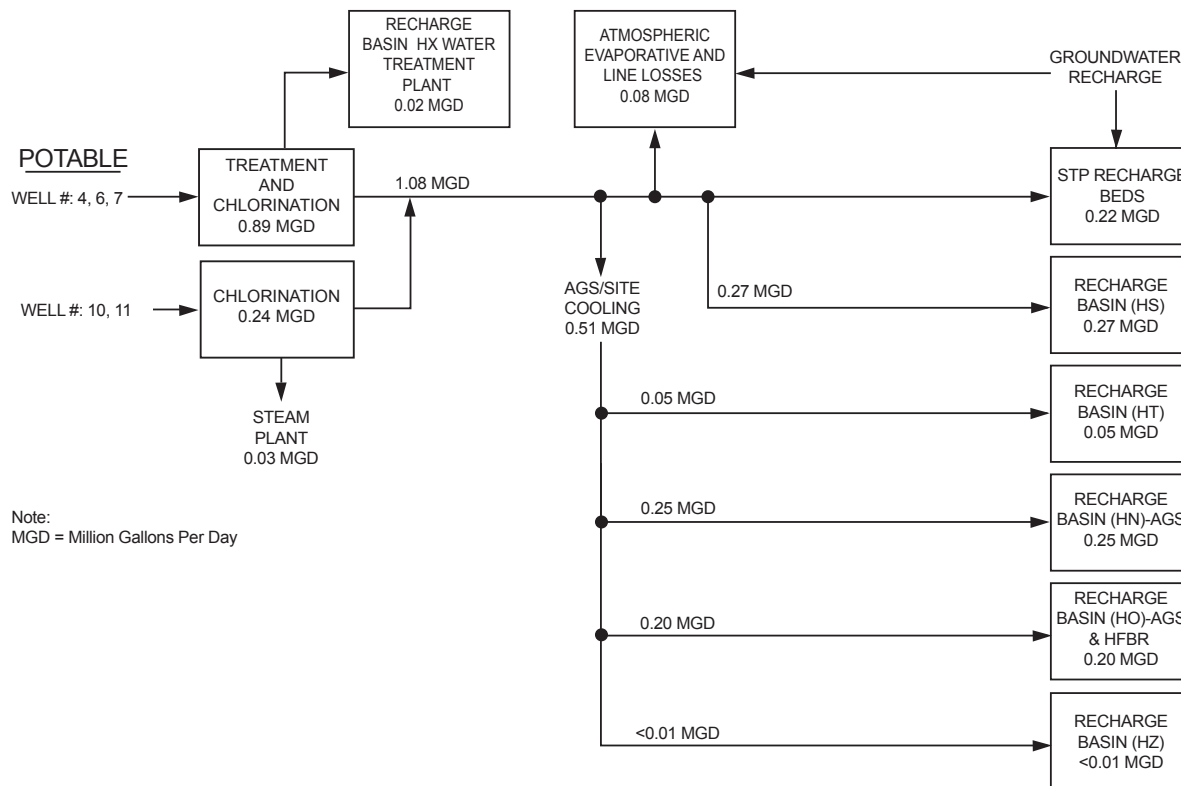 RECHARGE
BASIN HX WATER
TREATMENT
PLANT
0.02 MGD
ATMOSPHERIC
EVAPORATIVE AND
LINE LOSSES
0.08 MGD
GROUNDWATER
RECHARGE
POTABLE
WELL #: 4, 6, 7
TREATMENT
AND
CHLORINATION
0.89 MGD
1.08 MGD
STP RECHARGE
BEDS
0.22 MGD
WELL #: 10, 11
CHLORINATION
0.24 MGD
AGS/SITE
COOLING
0.51 MGD
0.27 MGD
RECHARGE
BASIN (HS)
0.27 MGD
STEAM
PLANT
0.03 MGD
0.05 MGD
RECHARGE
BASIN (HT)
0.05 MGD
Note:
MGD = Million Gallons Per Day
0.25 MGD
RECHARGE
BASIN (HN)-AGS
0.25 MGD
0.20 MGD
RECHARGE
BASIN (HO)-AGS
& HFBR
0.20 MGD
<0.01 MGD
RECHARGE
BASIN (HZ)
<0.01 MGD